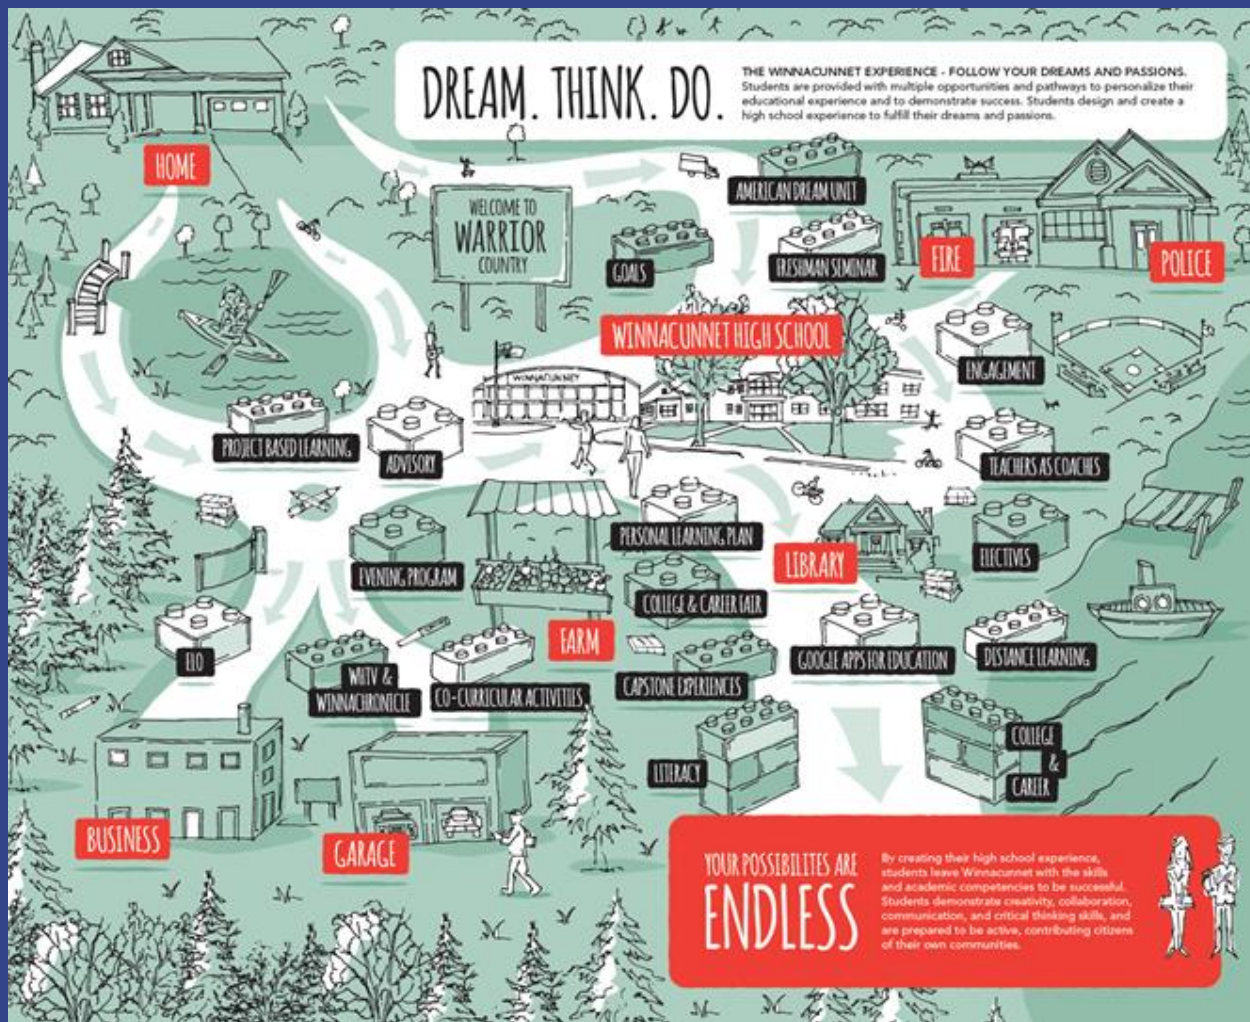 DREAM. THINK. DO.
THE WINNACUNNET EXPERIENCE - FOLLOW YOUR DREAMS AND PASSIONS.
Students are provided with multiple opportunities and pathways to personalize their
educational experience and to demonstrate success. Students design and create a
high school experience to fulfill their dreams and passions.
HOME
AMERICAN DREAM UNIT
WELCOME TO
WARRIOR
COUNTRY
GOALS
FRESHMAN SEMINAR
FIRE
POLICE
WINNACUNNET HIGH SCHOOL
ENGAGEMENT
WINNACUNNET
PROJECT BASED LEARNING
ADVISORY
TEACHERS AS COACHES
PERSONAL LEARNING PLAN
LIBRARY
ELECTIVES
EVENING PROGRAM
COLLEGE & CAREER FAIR
FARM
ELO
WHTV &
WINNACHRONICLE
CO-CURRICULAR ACTIVITIES
CAPSTONE EXPERIENCES
GOOGLE APPS FOR EDUCATION
DISTANCE LEARNING
LITERACY
COLLEGE
&
CAREER
BUSINESS
GARAGE
YOUR POSSIBILITES ARE
ENDLESS
By creating their high school experience,
students leave Winnacunnet with the skills
and academic competencies to be successful.
Students demonstrate creativity, collaboration,
communication, and critical thinking skills, and
are prepared to be active, contributing citizens
of their own communities.